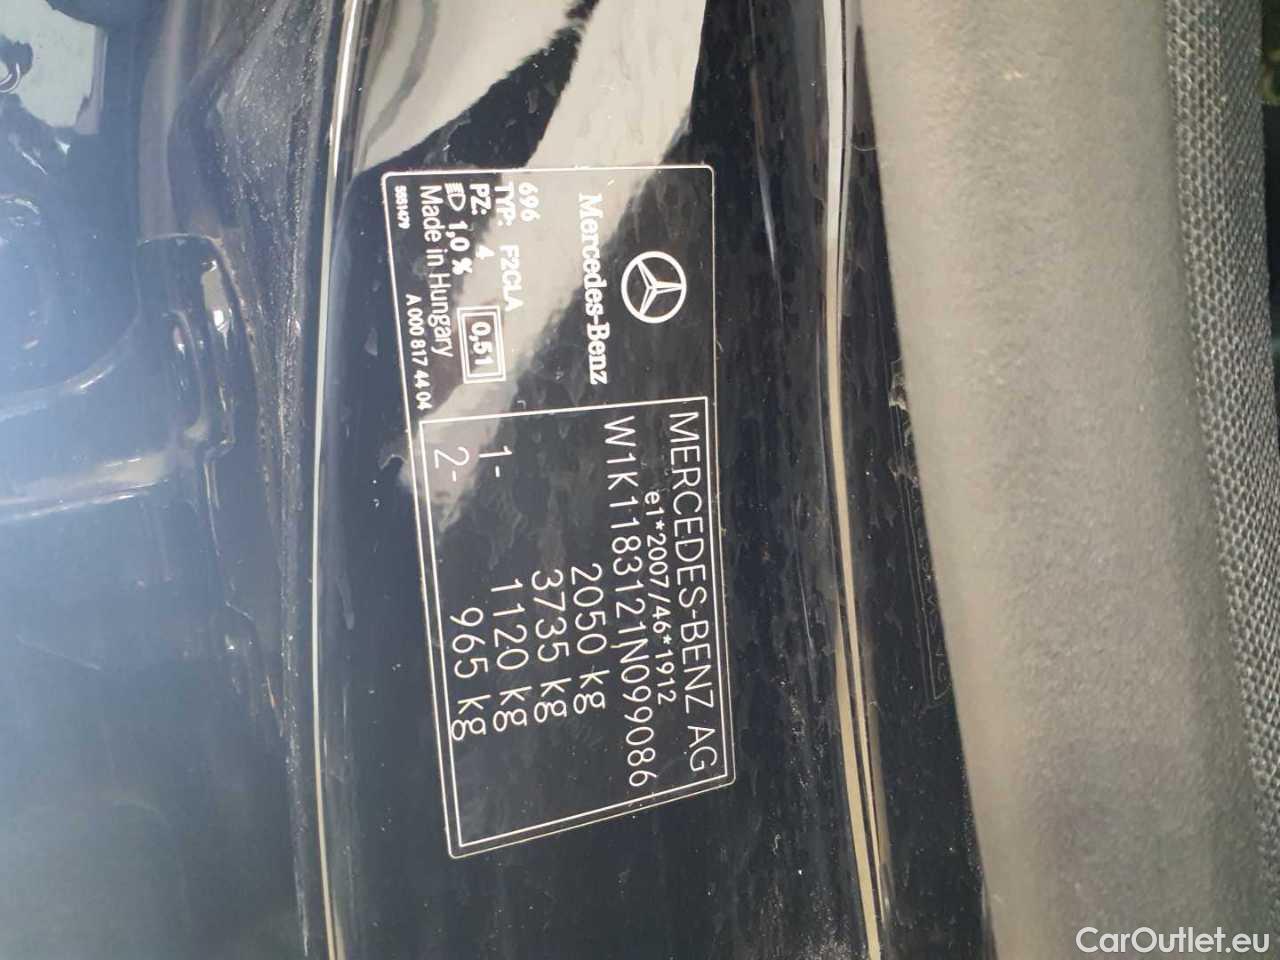 Mercedes-Benz
696
TYP: F2CLA
PZ: 4
1,0 %
0,51
Made in Hungary
5551479
A 000 817 44 04
MERCEDES-BENZ AG
e1*2007/46*1912
W1K1183121N099086
2050 kg
3735 kg
1- 1120 kg
2- 965 kg
CarOutlet.eu